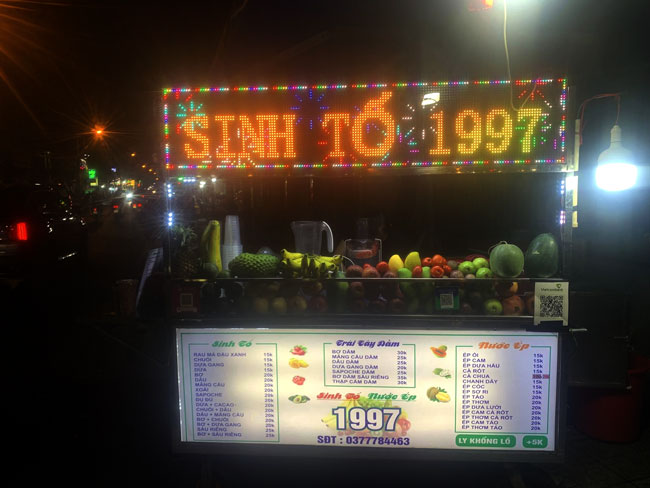 SINH TỐ 1997
Sinh Tố
RAU MÁ ĐẬU XANH 15k
CHUỐI 15k
DƯA GANG 15k
DỪA 15k
BƠ 20k
DÂU 20k
MÃNG CẦU 20k
XOÀI 20k
SAPOCHE 20k
ĐU ĐỦ 20k
DỪA + CACAO 20k
CHUỐI + DÂU 20k
DÂU + MÃNG CẦU 20k
BƠ + CHUỐI 20k
BƠ + DƯA GANG 20k
SẦU RIÊNG 25k
BƠ + SẦU RIÊNG 25k
Trái Cây Dầm
BƠ DẦM 30k
MÃNG CẦU DẦM 25k
DÂU DẦM 25k
DƯA GANG DẦM 20k
SAPOCHE DẦM 25k
BƠ DẦM SẦU RIÊNG 35k
THẬP CẨM DẦM 25k
Sinh Tố Nước Ép
1997
SĐT : 0377784463
Nước Ép
ÉP ỔI 15k
ÉP CAM 15k
ÉP DƯA HẤU 15k
ÉP CÀ RỐT 15k
CÀ CHUA
CHANH DÂY 15k
ÉP CÓC 15k
ÉP SƠ RI 15k
ÉP TÁO 20k
ÉP THƠM 20k
ÉP DƯA LƯỚI 20k
ÉP CAM CÀ RỐT 20k
ÉP THƠM CÀ RỐT 20k
ÉP CAM TÁO 20k
ÉP THƠM TÁO 20k
LY KHỔNG LỒ +5K